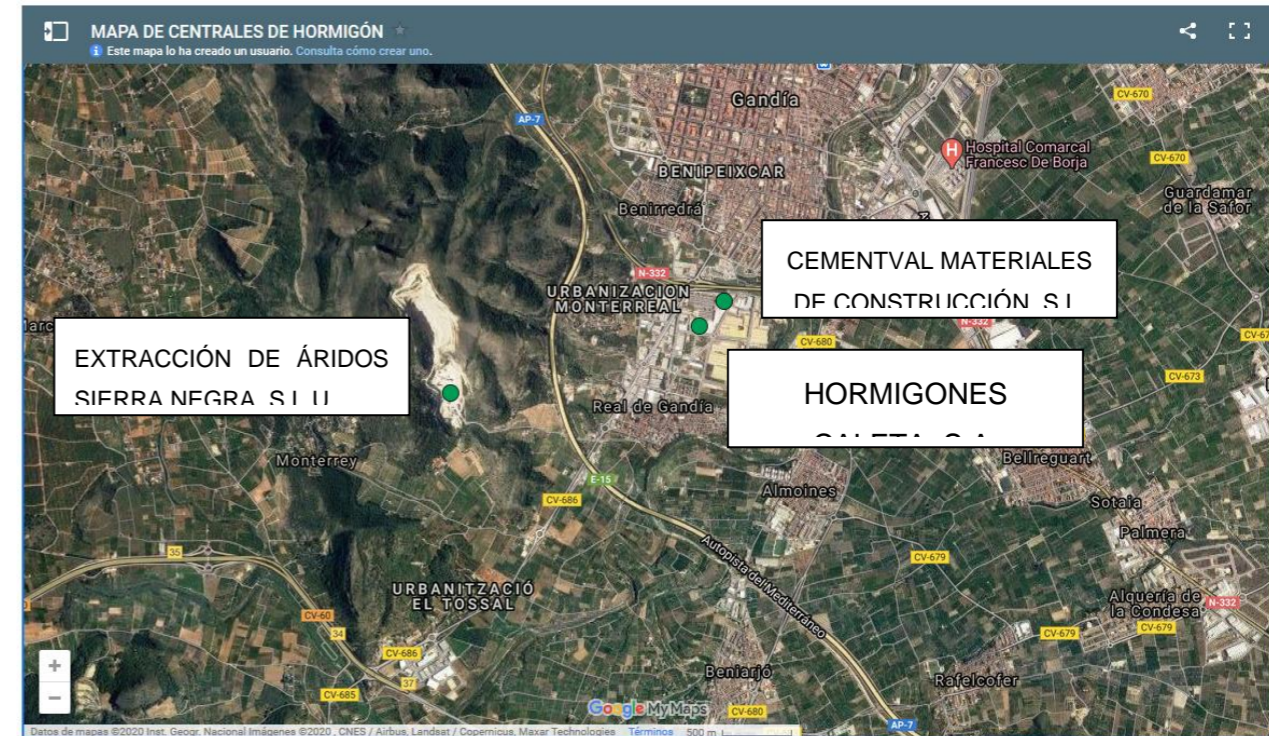 MAPA DE CENTRALES DE HORMIGÓN
Este mapa lo ha creado un usuario. Consulta cómo crear uno.
Gandía
CV-670
AP-7
Hospital Comarcal
Francesc De Borja
CV-670
BENIPEIXCAR
Guardamar
de la Safor
Benirredrá
CEMENTVAL MATERIALES
DE CONSTRUCCIÓN S.L.
N-332
URBANIZACION
MONTERREAL
N-332
CV-680
EXTRACCIÓN DE ÁRIDOS
SIERRA NEGRA S.L.U.
CV-673
HORMIGONES
CALETA S.A.
Real de Gandía
Bellreguart
Monterrey
E-15
Almoines
CV-686
Sotaia
Palmera
35
Autopista del Mediterráneo
CV-679
URBANITZACIÓ
EL TOSSAL
Alquería de
la Condesa
N-332
CV-60
34
CV-679
CV-679
CV-686
Beniarjó
Rafelcofer
37
CV-685
Google My Maps
CV-680
AP-7
Datos de mapas ©2020 Inst. Geogr. Nacional Imágenes ©2020 , CNES / Airbus, Landsat / Copernicus, Maxar Technologies Términos 500 m